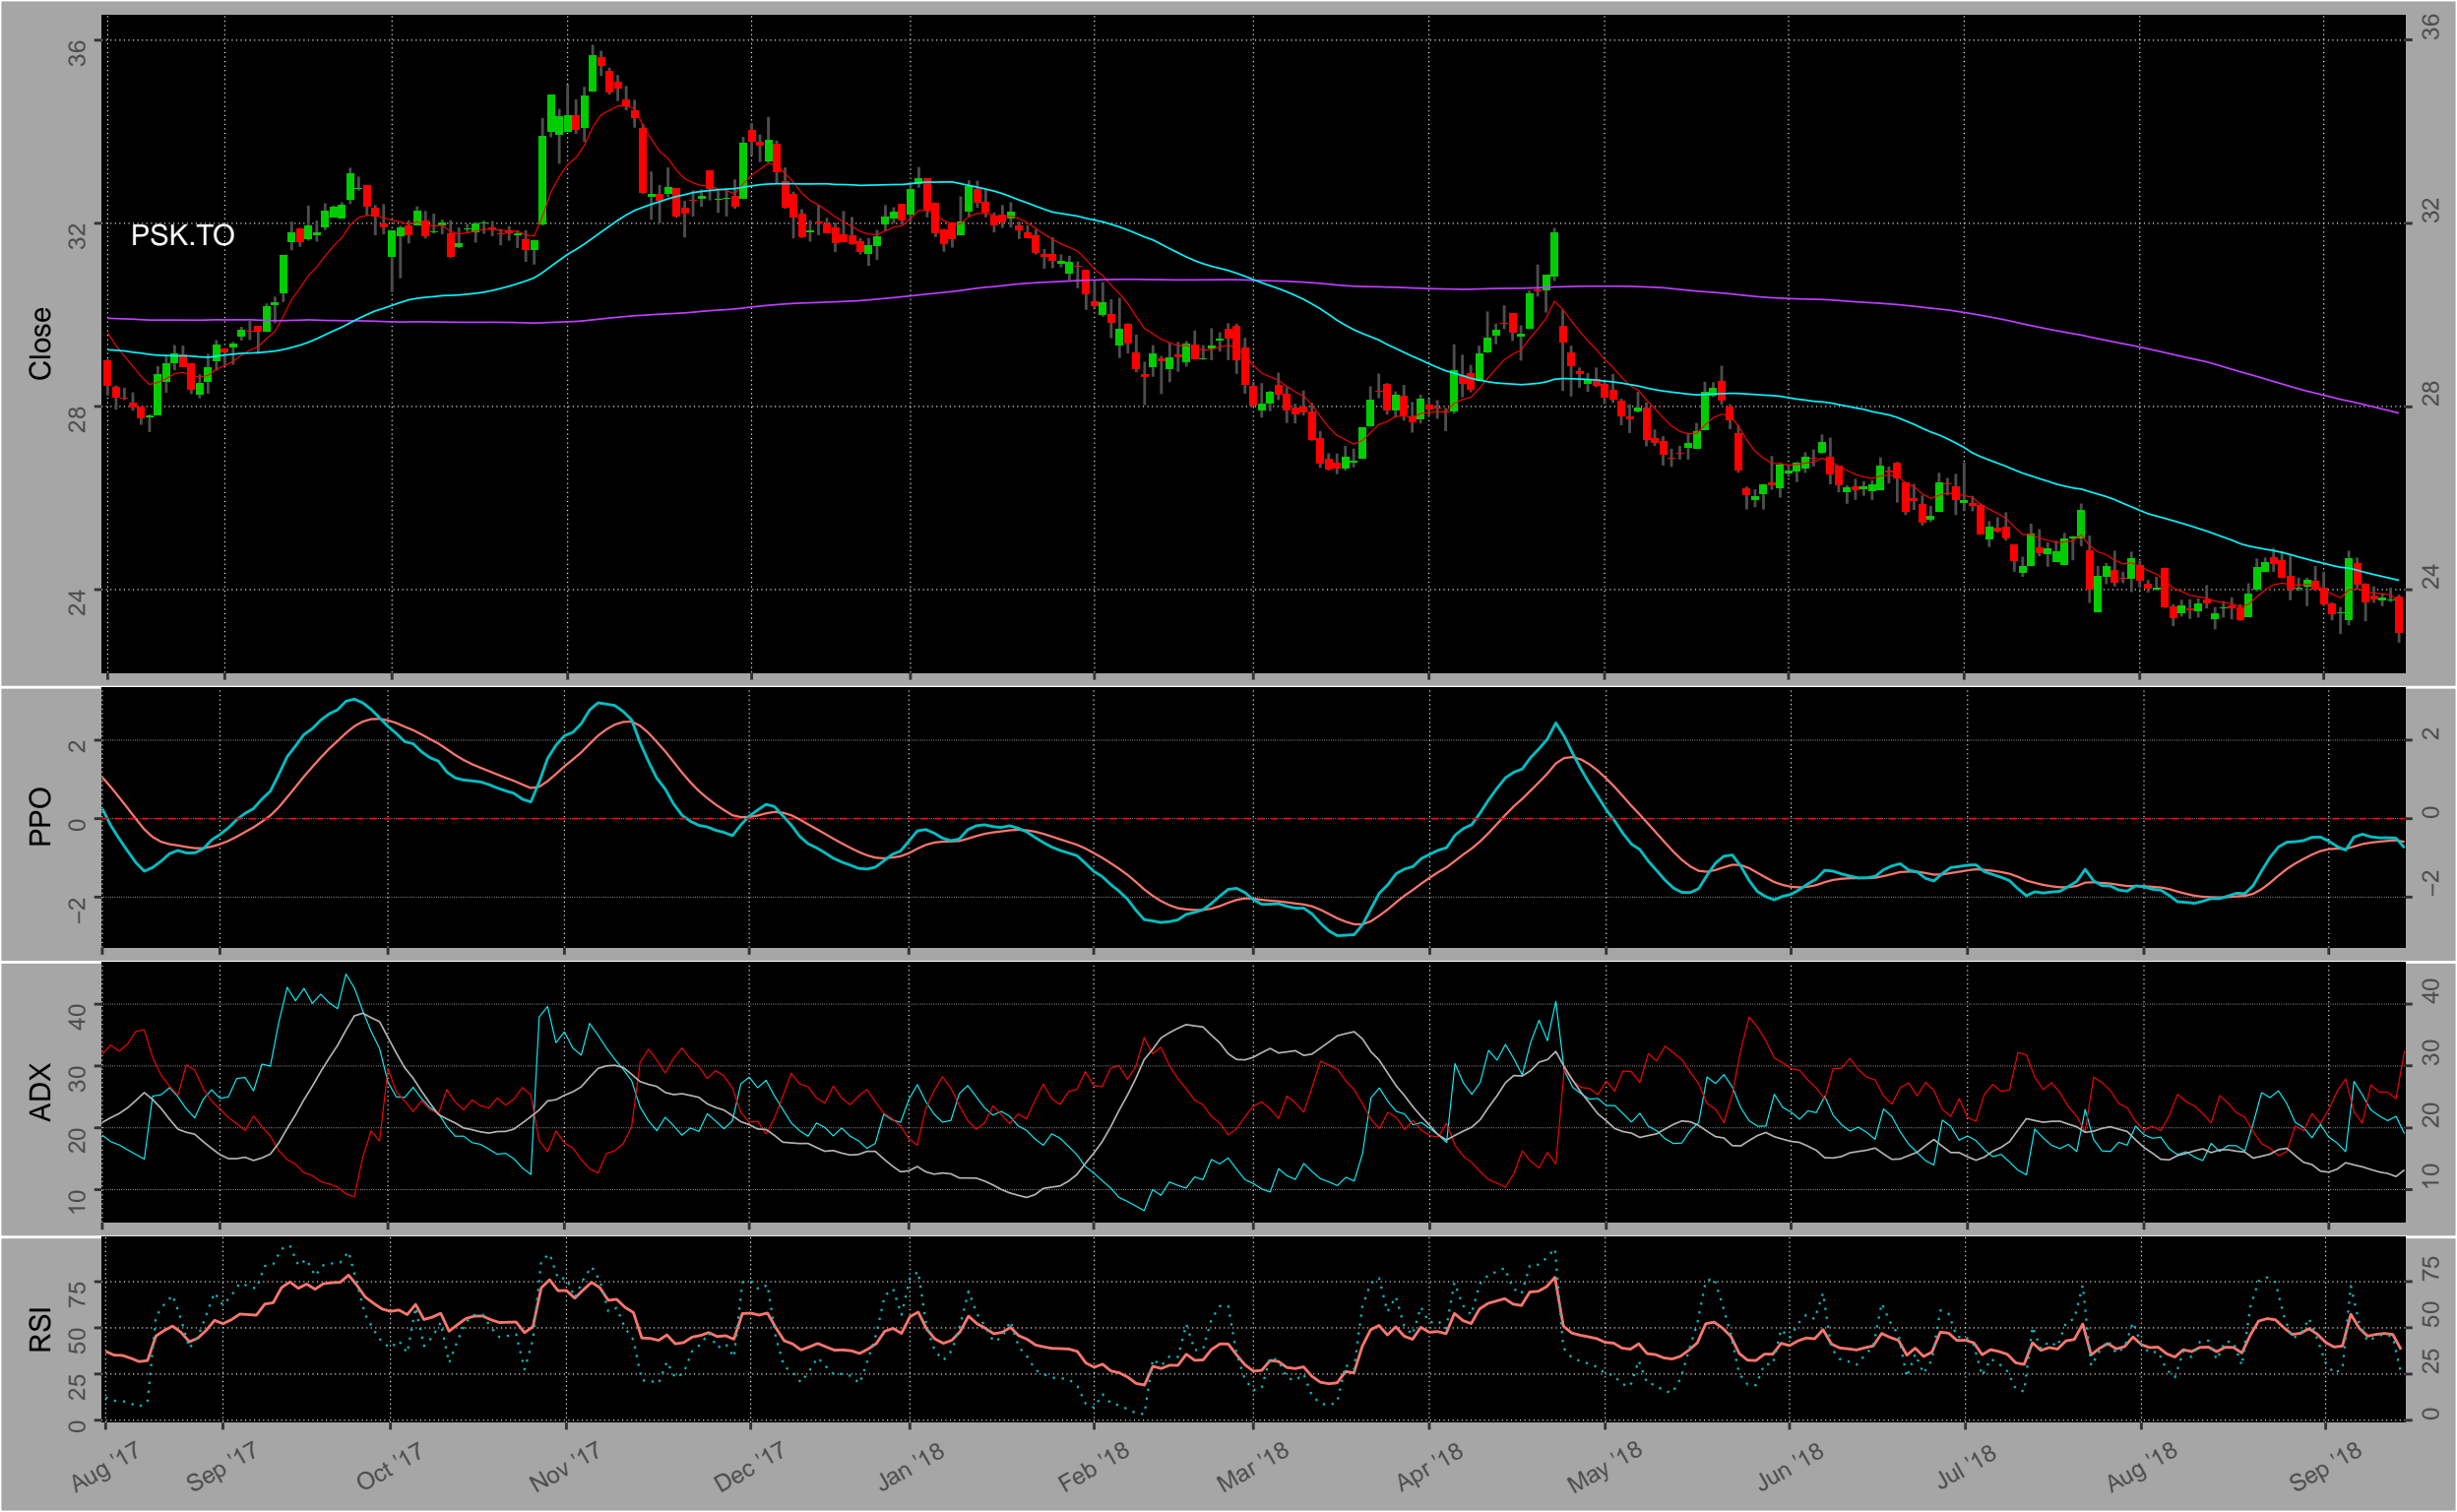 36 36
PSK.TO
32 32
Close
28 28
24 24
2 2
PPO
0 0
−2 −2
40 40
ADX
30 30
20 20
10 10
75 75
RSI
50 50
25 25
0 0
Aug '17 Sep '17 Oct '17 Nov '17 Dec '17 Jan '18 Feb '18 Mar '18 Apr '18 May '18 Jun '18 Jul '18 Aug '18 Sep '18